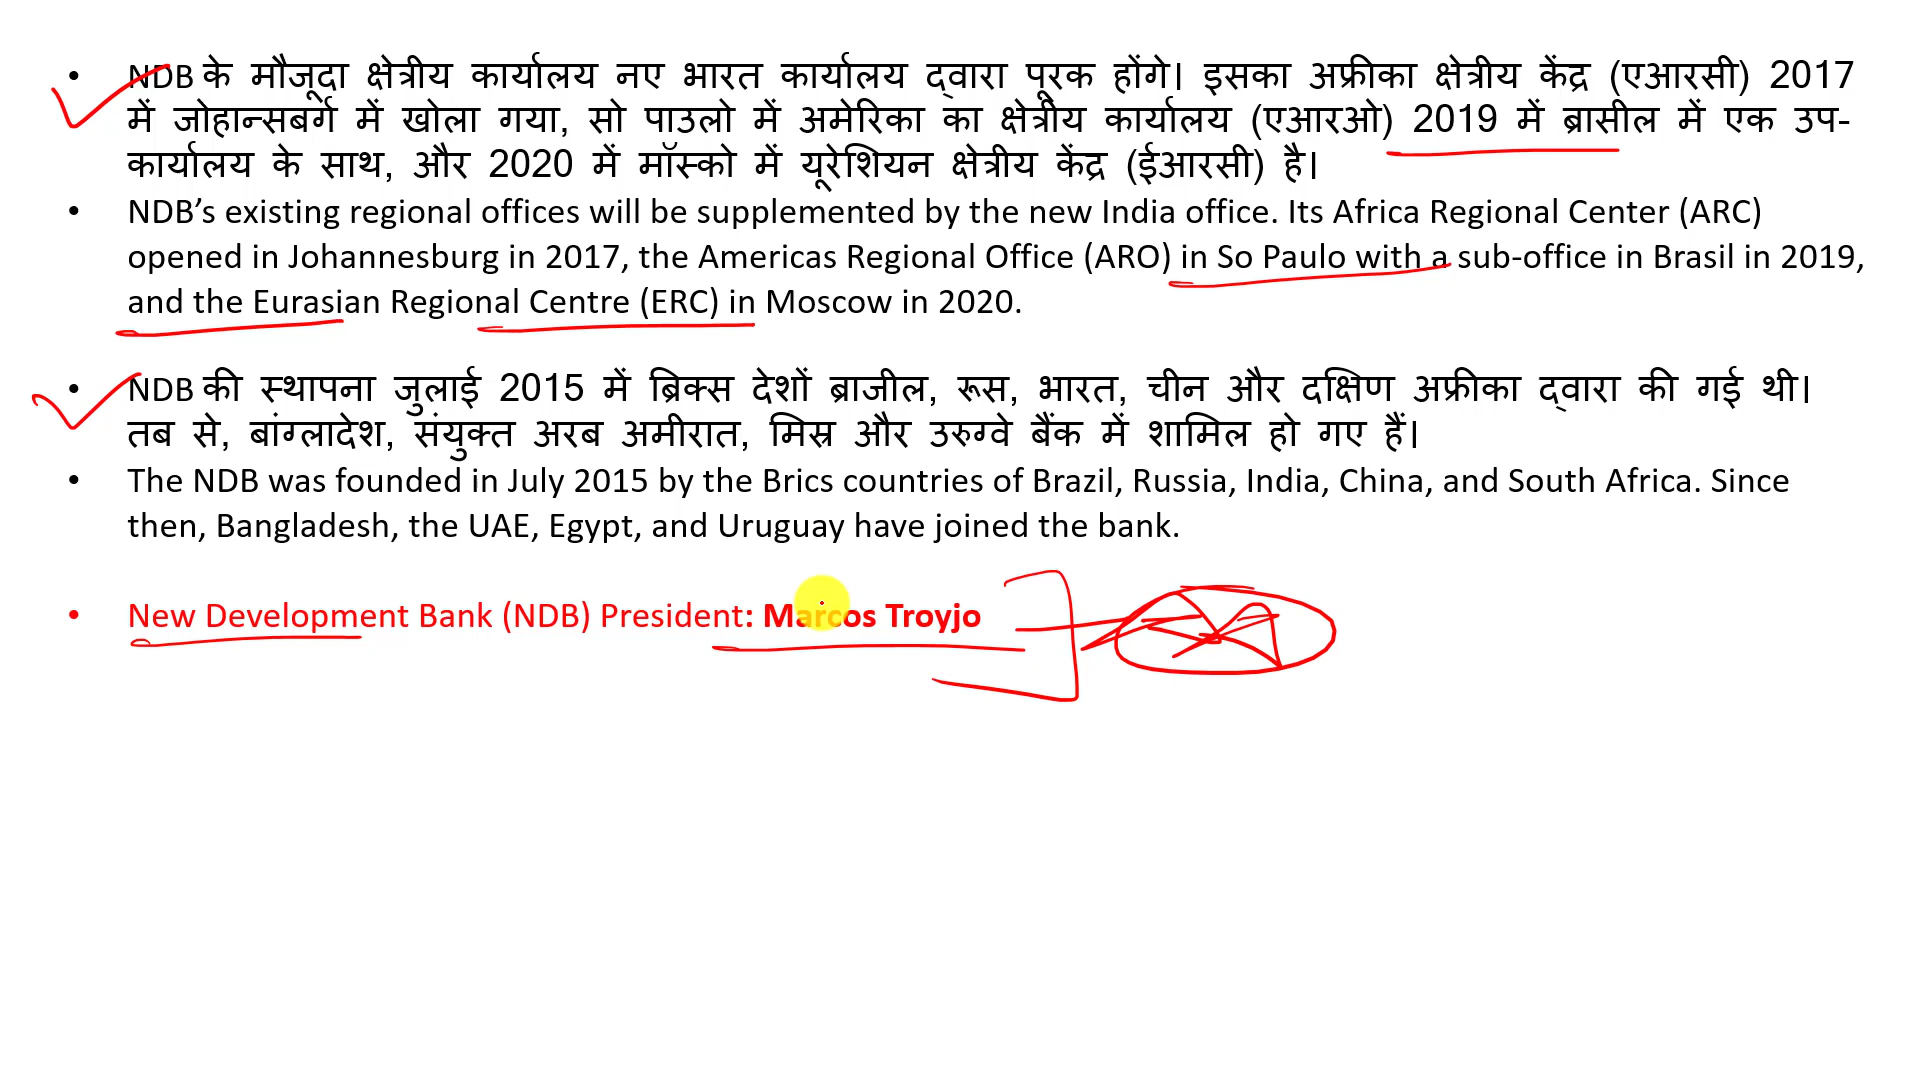 • NDB के मौजूदा क्षेत्रीय कार्यालय नए भारत कार्यालय द्वारा पूरक होंगे। इसका अफ्रीका क्षेत्रीय केंद्र (एआरसी) 2017
में जोहान्सबर्ग में खोला गया, सो पाउलो में अमेरिका का क्षेत्रीय कार्यालय (एआरओ) 2019 में ब्रासील में एक उप-
कार्यालय के साथ, और 2020 में मॉस्को में यूरेशियन क्षेत्रीय केंद्र (ईआरसी) है।
• NDB’s existing regional offices will be supplemented by the new India office. Its Africa Regional Center (ARC)
opened in Johannesburg in 2017, the Americas Regional Office (ARO) in So Paulo with a sub-office in Brasil in 2019,
and the Eurasian Regional Centre (ERC) in Moscow in 2020.
• NDB की स्थापना जुलाई 2015 में ब्रिक्स देशों ब्राजील, रूस, भारत, चीन और दक्षिण अफ्रीका द्वारा की गई थी।
तब से, बांग्लादेश, संयुक्त अरब अमीरात, मिस्र और उरुग्वे बैंक में शामिल हो गए हैं।
• The NDB was founded in July 2015 by the Brics countries of Brazil, Russia, India, China, and South Africa. Since
then, Bangladesh, the UAE, Egypt, and Uruguay have joined the bank.
• New Development Bank (NDB) President: Marcos Troyjo